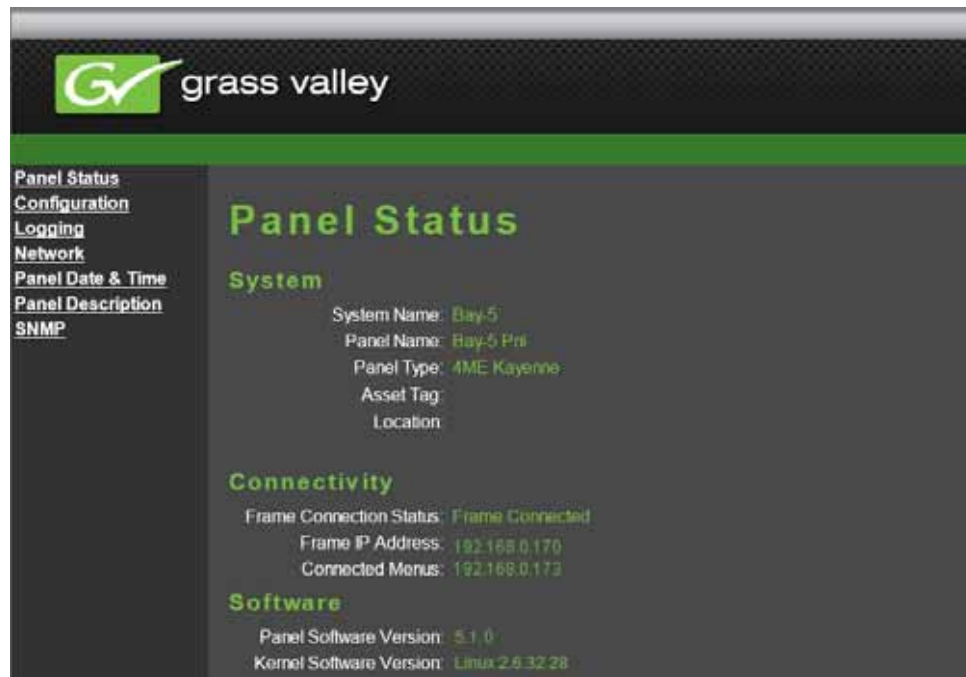 GV grass valley
Panel Status
Configuration
Logging
Network
Panel Date & Time
Panel Description
SNMP
Panel Status
System
System Name: Bay-5
Panel Name: Bay-5 Pnl
Panel Type: 4ME Kayenne
Asset Tag:
Location
Connectivity
Frame Connection Status: Frame Connected
Frame IP Address: 192.168.0.170
Connected Menus: 192.168.0.173
Software
Panel Software Version: 5.1.0
Kernel Software Version: Linux 2.6.32.28